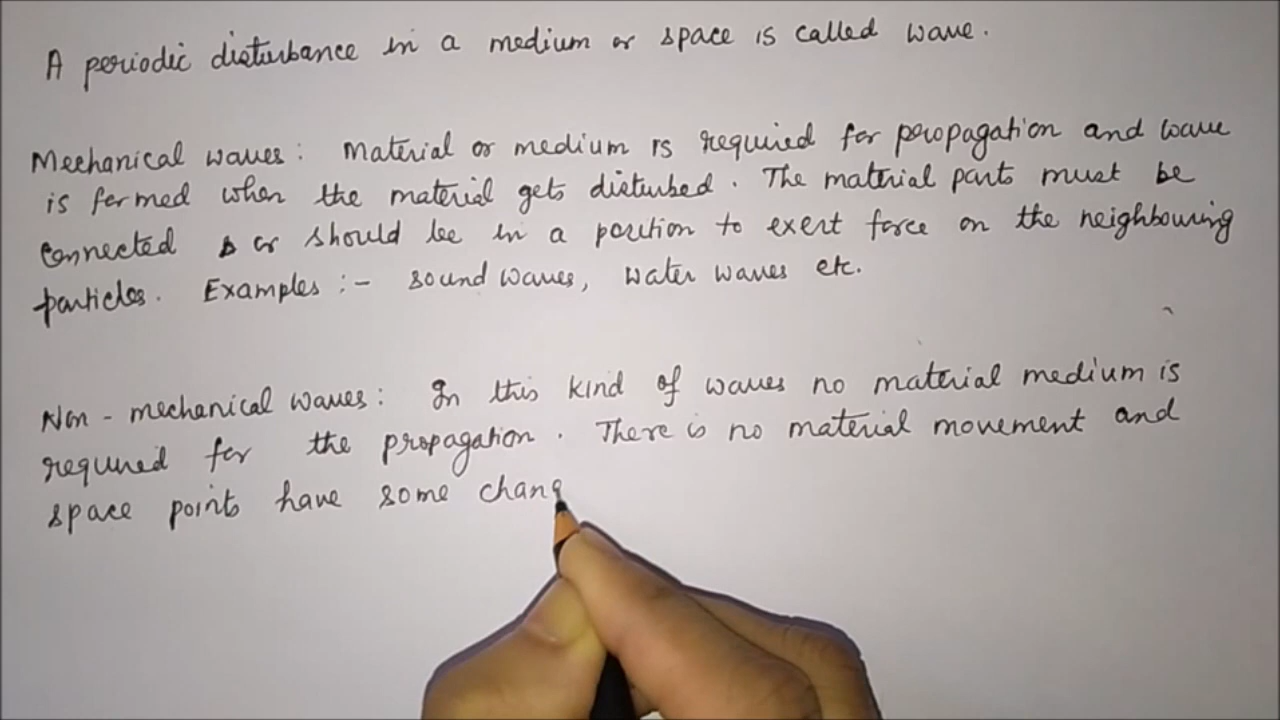 A periodic disturbance in a medium or space is called wave.
Mechanical waves: Material or medium is required for propagation and wave
is formed when the material gets disturbed. The material parts must be
connected or should be in a position to exert force on the neighbouring
particles. Examples :- sound waves, water waves etc.
Non-mechanical waves: In this kind of waves no material medium is
required for the propagation. There is no material movement and
space points have some chang